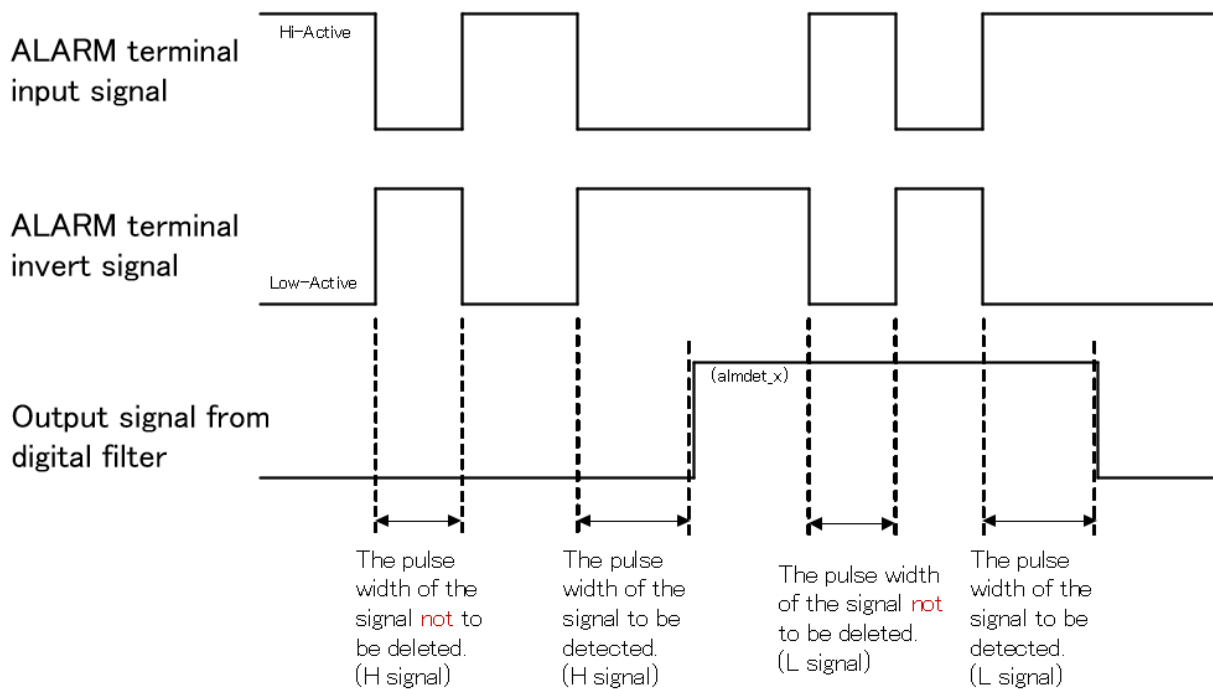 Hi-Active
ALARM terminal
input signal
ALARM terminal
invert signal
Low-Active
(almdet_x)
Output signal from
digital filter
The pulse
width of the
signal not to
be deleted.
(H signal)
The pulse
width of the
signal to be
detected.
(H signal)
The pulse width
of the signal not
to be deleted.
(L signal)
The pulse
width of the
signal to be
detected.
(L signal)